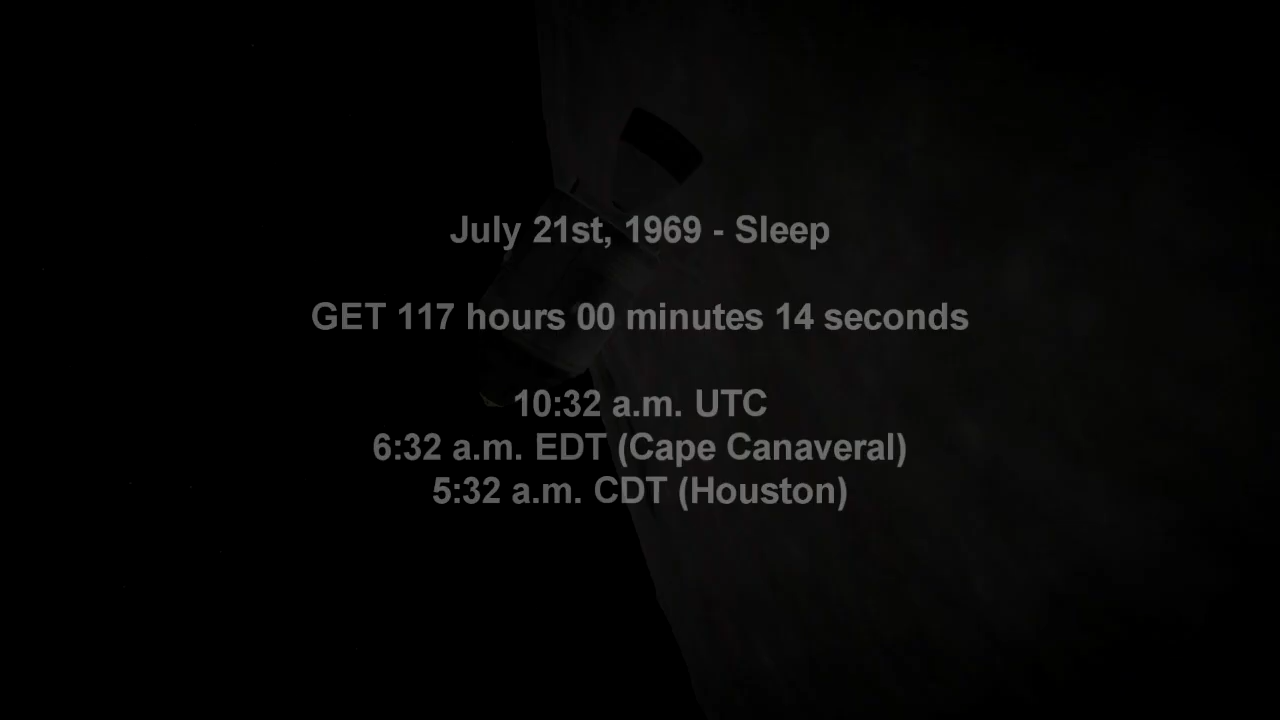 July 21st, 1969 - Sleep
GET 117 hours 00 minutes 14 seconds
10:32 a.m. UTC
6:32 a.m. EDT (Cape Canaveral)
5:32 a.m. CDT (Houston)